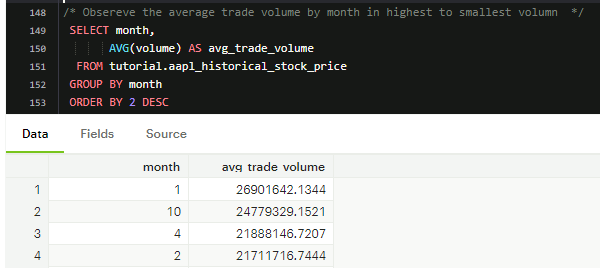 148 /* Obsereve the average trade volume by month in highest to smallest volumn */
149 SELECT month,
150 AVG(volume) AS avg_trade_volume
151 FROM tutorial.aapl_historical_stock_price
152 GROUP BY month
153 ORDER BY 2 DESC
Data Fields Source
month avg trade volume
1 1 26901642.1344
2 10 24779329.1521
3 4 21888146.7207
4 2 21711716.7444